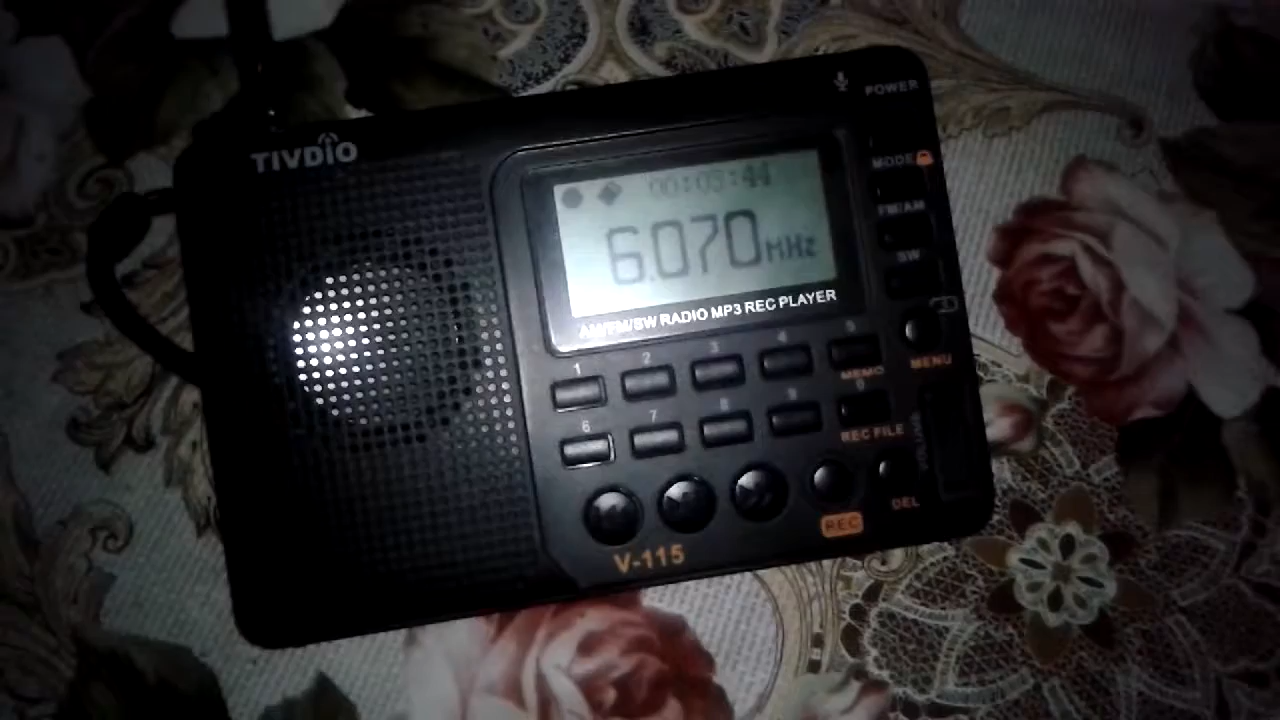 TIVDIO
POWER
MODE
FM/AM
SW
00:05:44
6.070 MHz
AM/FM/SW RADIO MP3 REC PLAYER
1 2 3 4 5
MEMO
MENU
6 7 8 9 0
REC FILE
VOLUME
DEL
REC
V-115